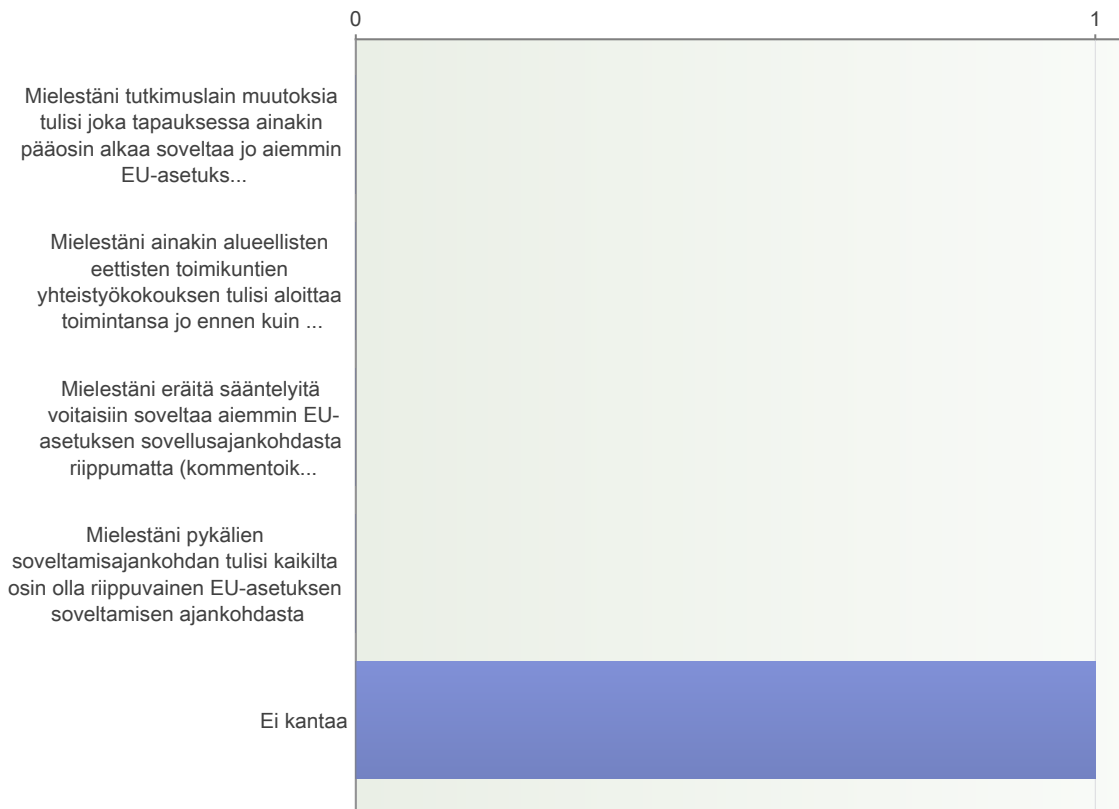 0 1
Mielestäni tutkimuslain muutoksia
tulisi joka tapauksessa ainakin
pääosin alkaa soveltaa jo aiemmin
EU-asetuks...
Mielestäni ainakin alueellisten
eettisten toimikuntien
yhteistyökokouksen tulisi aloittaa
toimintansa jo ennen kuin ...
Mielestäni eräitä sääntelyitä
voitaisiin soveltaa aiemmin EU-
asetuksen sovellusajankohdasta
riippumatta (kommentoik...
Mielestäni pykälien
soveltamisajankohdan tulisi kaikilta
osin olla riippuvainen EU-asetuksen
soveltamisen ajankohdasta
Ei kantaa